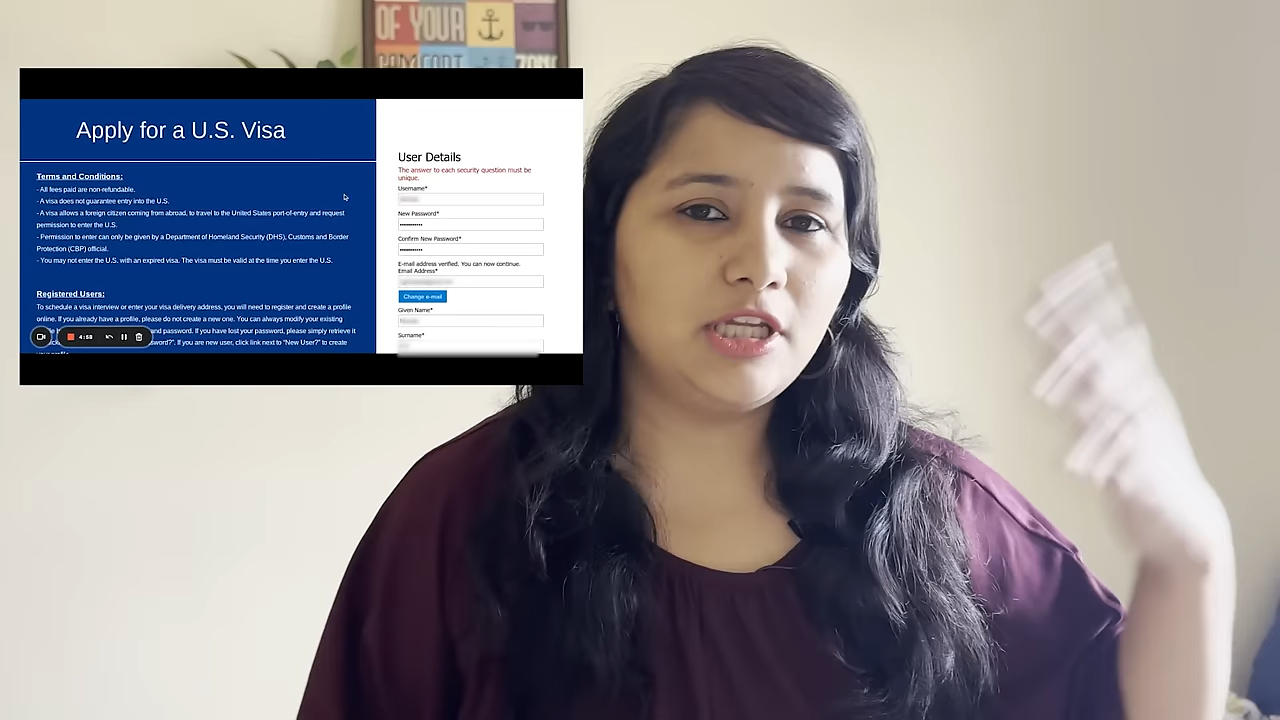 OF YOUR
Apply for a U.S. Visa
Terms and Conditions:
- All fees paid are non-refundable.
- A visa does not guarantee entry into the U.S.
- A visa allows a foreign citizen coming from abroad, to travel to the United States port-of-entry and request
permission to enter the U.S.
- Permission to enter can only be given by a Department of Homeland Security (DHS), Customs and Border
Protection (CBP) official.
- You may not enter the U.S. with an expired visa. The visa must be valid at the time you enter the U.S.
Registered Users:
To schedule a visa interview or enter your visa delivery address, you will need to register and create a profile
online. If you already have a profile, please do not create a new one. You can always modify your existing
and password. If you have lost your password, please simply retrieve it
If you are new user, click link next to "New User?" to create
4:58
User Details
The answer to each security question must be
unique.
Username*
New Password*
Confirm New Password*
E-mail address verified. You can now continue.
Email Address*
Change e-mail
Given Name*
Surname*